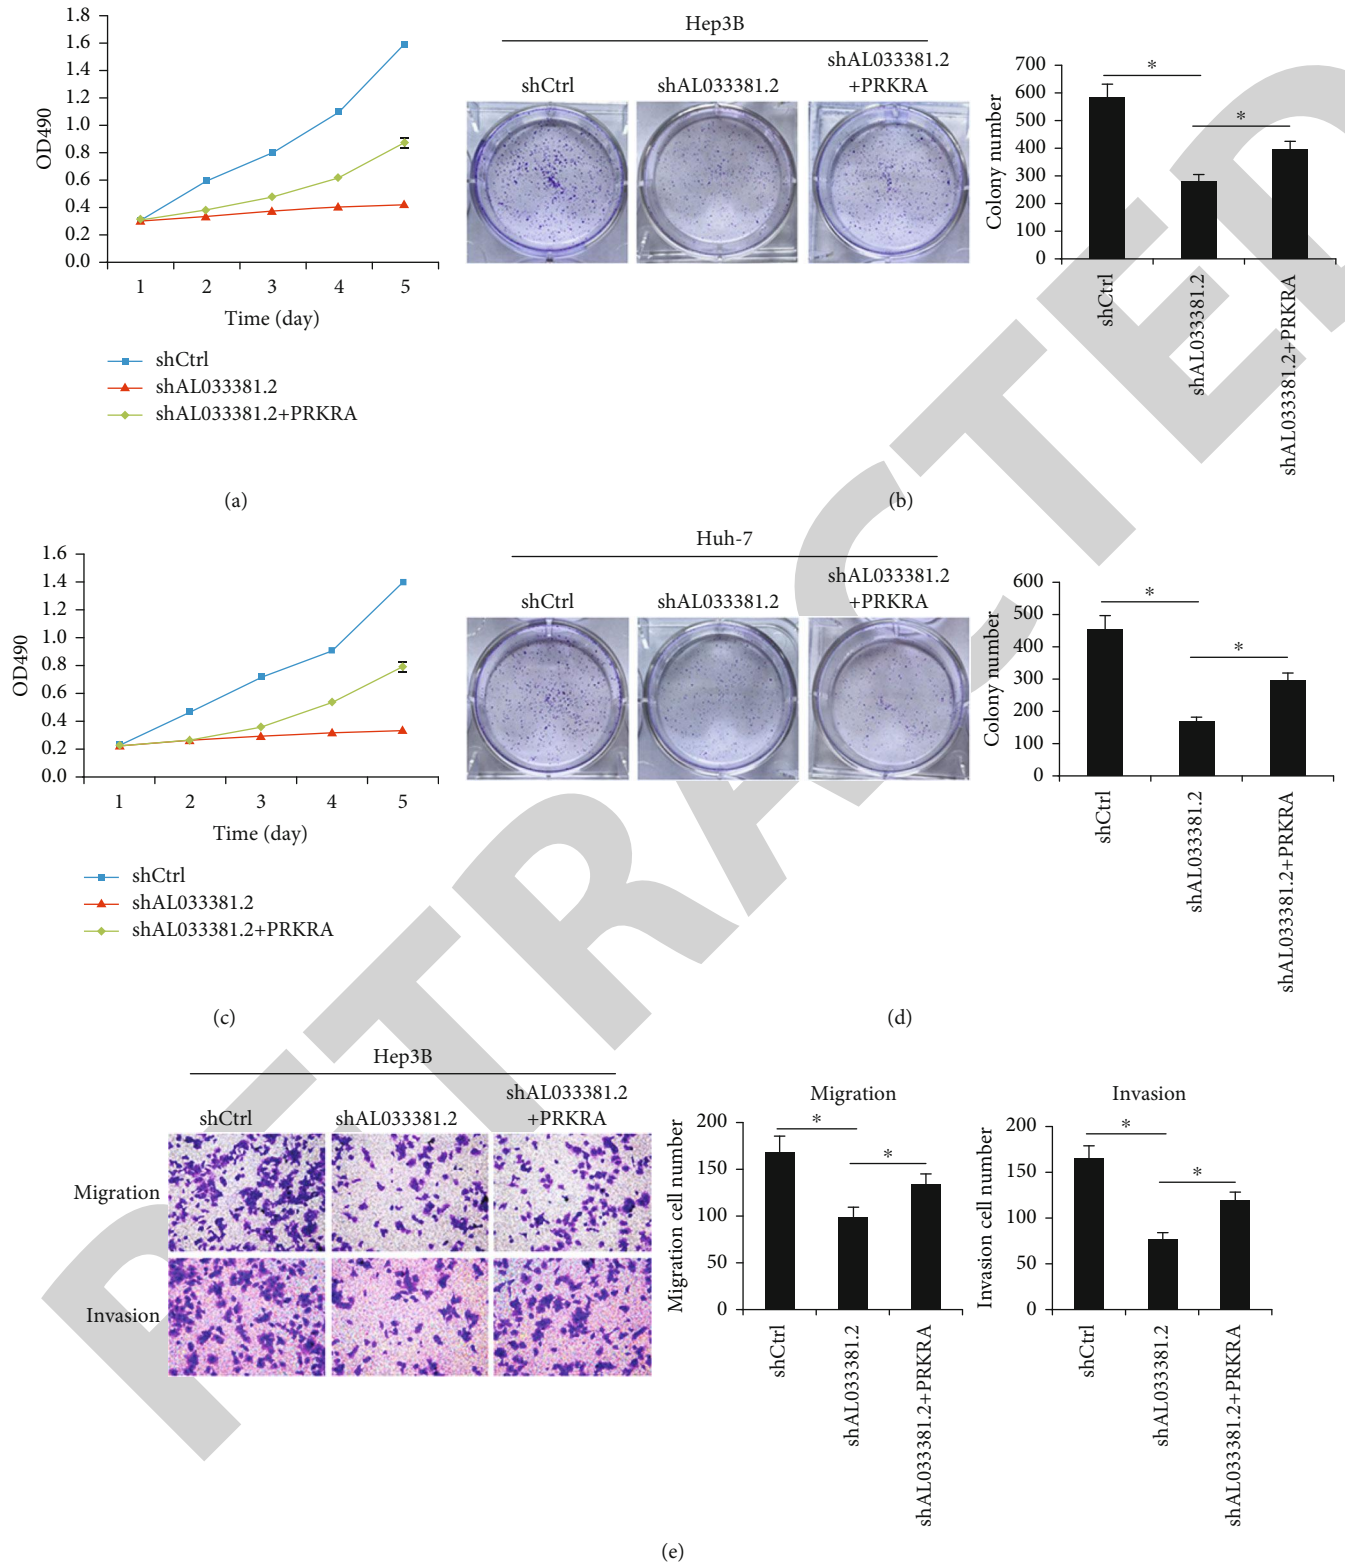 RETRACTED
1.8
1.6
1.4
1.2
1.0
0.8
0.6
0.4
0.2
0.0
OD490
1 2 3 4 5
Time (day)
shCtrl
shAL033381.2
shAL033381.2+PRKRA
(a)
Hep3B
shCtrl
shAL033381.2
shAL033381.2
+PRKRA
700
600
500
400
300
200
100
0
Colony number
*
*
shCtrl
shAL033381.2
shAL033381.2+PRKRA
(b)
1.6
1.4
1.2
1.0
0.8
0.6
0.4
0.2
0.0
OD490
1 2 3 4 5
Time (day)
shCtrl
shAL033381.2
shAL033381.2+PRKRA
(c)
Huh-7
shCtrl
shAL033381.2
shAL033381.2
+PRKRA
600
500
400
300
200
100
0
Colony number
*
*
shCtrl
shAL033381.2
shAL033381.2+PRKRA
(d)
Hep3B
shCtrl
shAL033381.2
shAL033381.2
+PRKRA
Migration
Invasion
Migration
200
150
100
50
0
Migration cell number
*
*
shCtrl
shAL033381.2
shAL033381.2+PRKRA
Invasion
200
150
100
50
0
Invasion cell number
*
*
shCtrl
shAL033381.2
shAL033381.2+PRKRA
(e)